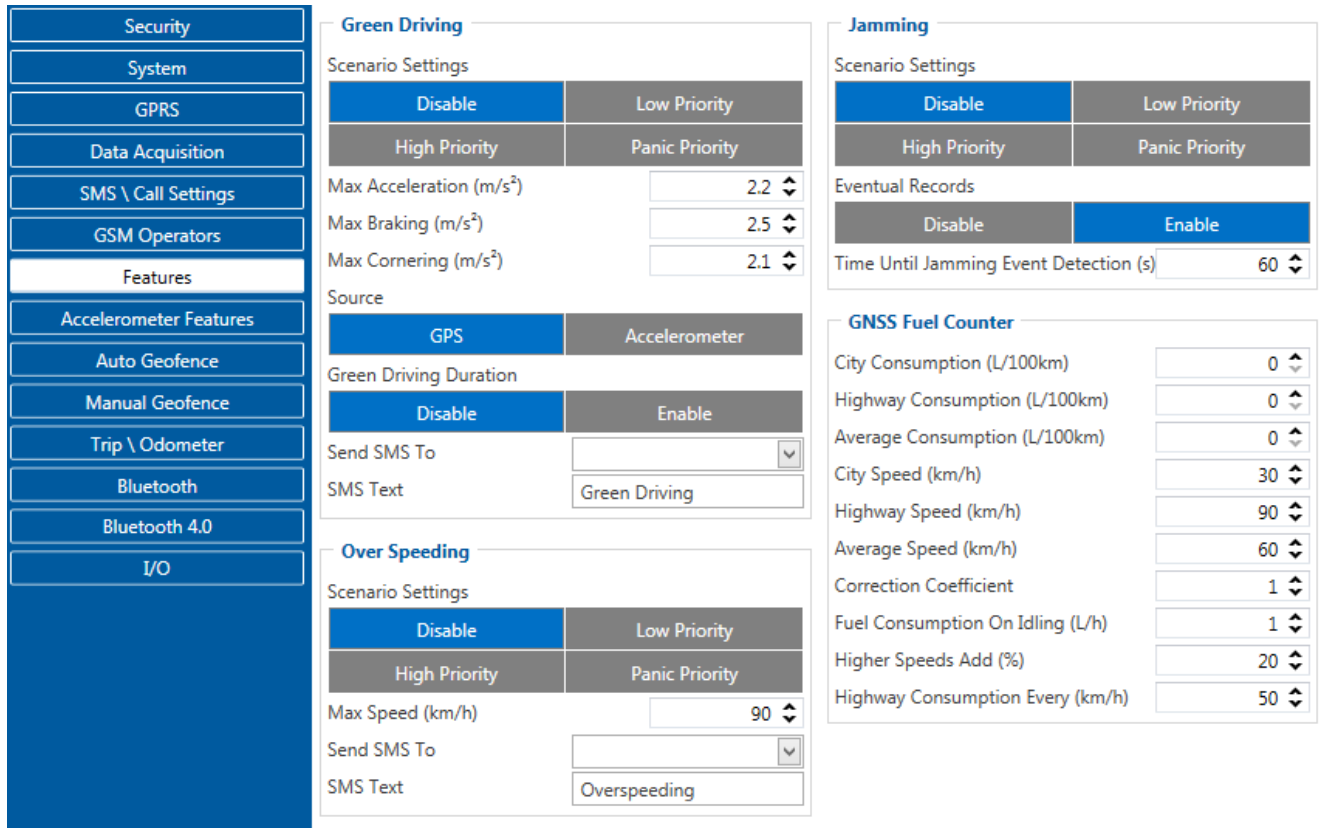 Security
System
GPRS
Data Acquisition
SMS \ Call Settings
GSM Operators
Features
Accelerometer Features
Auto Geofence
Manual Geofence
Trip \ Odometer
Bluetooth
Bluetooth 4.0
I/O
Green Driving
Scenario Settings
Disable Low Priority
High Priority Panic Priority
Max Acceleration (m/s²) 2.2
Max Braking (m/s²) 2.5
Max Cornering (m/s²) 2.1
Source
GPS Accelerometer
Green Driving Duration
Disable Enable
Send SMS To
SMS Text Green Driving
Over Speeding
Scenario Settings
Disable Low Priority
High Priority Panic Priority
Max Speed (km/h) 90
Send SMS To
SMS Text Overspeeding
Jamming
Scenario Settings
Disable Low Priority
High Priority Panic Priority
Eventual Records
Disable Enable
Time Until Jamming Event Detection (s) 60
GNSS Fuel Counter
City Consumption (L/100km) 0
Highway Consumption (L/100km) 0
Average Consumption (L/100km) 0
City Speed (km/h) 30
Highway Speed (km/h) 90
Average Speed (km/h) 60
Correction Coefficient 1
Fuel Consumption On Idling (L/h) 1
Higher Speeds Add (%) 20
Highway Consumption Every (km/h) 50